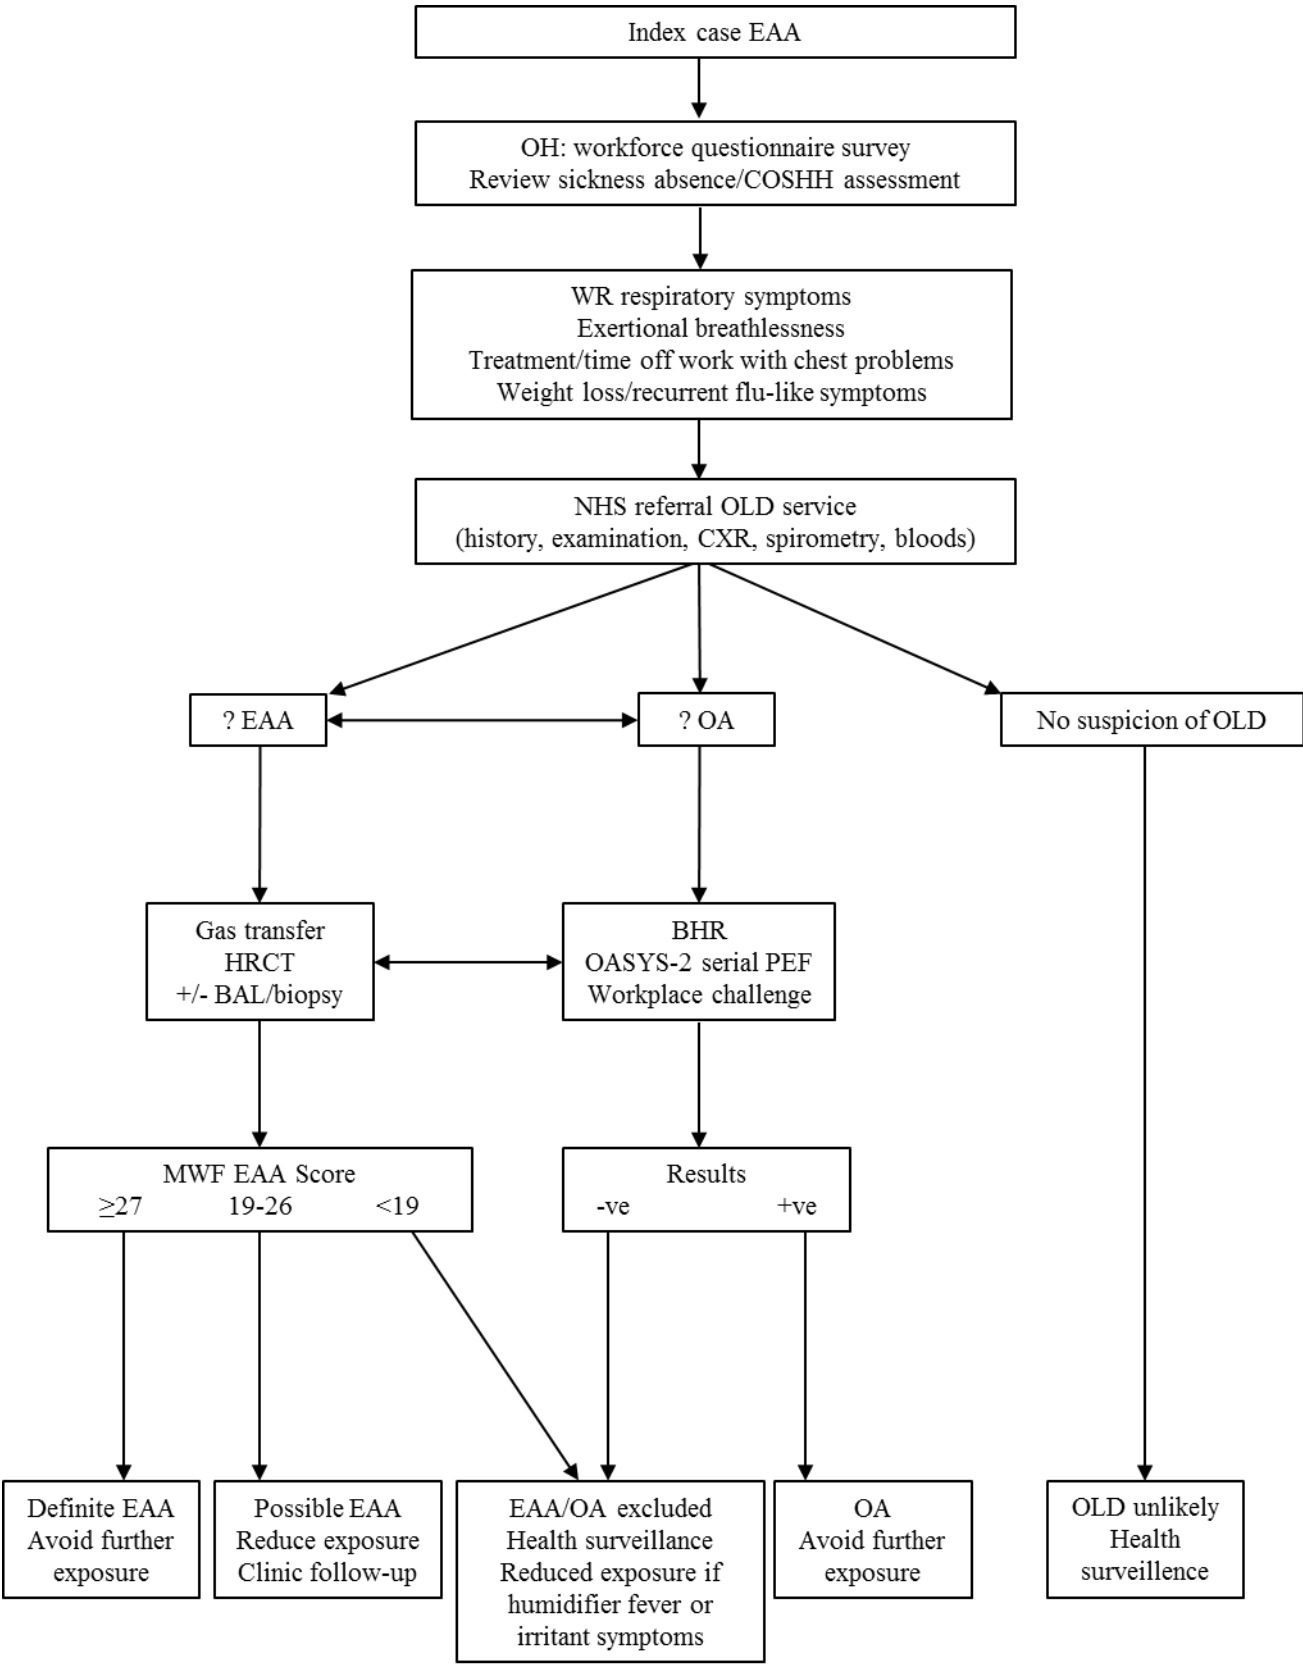 Index case EAA
OH: workforce questionnaire survey
Review sickness absence/COSHH assessment
WR respiratory symptoms
Exertional breathlessness
Treatment/time off work with chest problems
Weight loss/recurrent flu-like symptoms
NHS referral OLD service
(history, examination, CXR, spirometry, bloods)
? EAA
? OA
No suspicion of OLD
Gas transfer
HRCT
+/- BAL/biopsy
BHR
OASYS-2 serial PEF
Workplace challenge
MWF EAA Score
≥27 19-26 <19
Results
-ve +ve
Definite EAA
Avoid further
exposure
Possible EAA
Reduce exposure
Clinic follow-up
EAA/OA excluded
Health surveillance
Reduced exposure if
humidifier fever or
irritant symptoms
OA
Avoid further
exposure
OLD unlikely
Health
surveillence